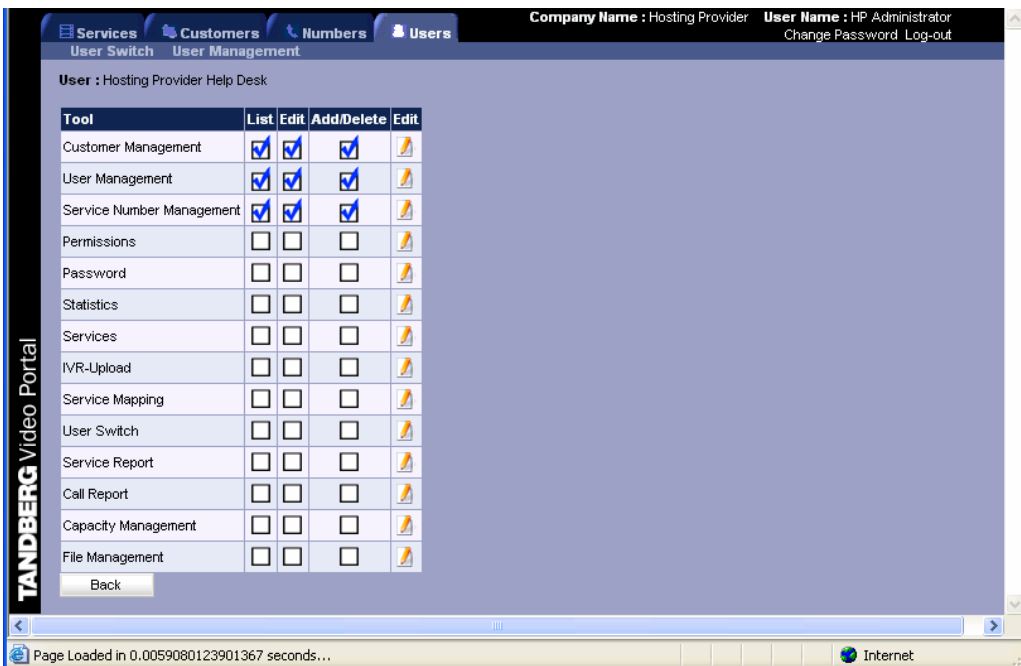 Company Name : Hosting Provider User Name : HP Administrator
Services Customers Numbers Users
Change Password Log-out
User Switch User Management
User : Hosting Provider Help Desk
Tool List Edit Add/Delete Edit
Customer Management
User Management
Service Number Management
Permissions
Password
Statistics
Services
IVR-Upload
Service Mapping
User Switch
Service Report
Call Report
Capacity Management
File Management
Back
TANDBERG Video Portal
Page Loaded in 0.0059080123901367 seconds...
Internet